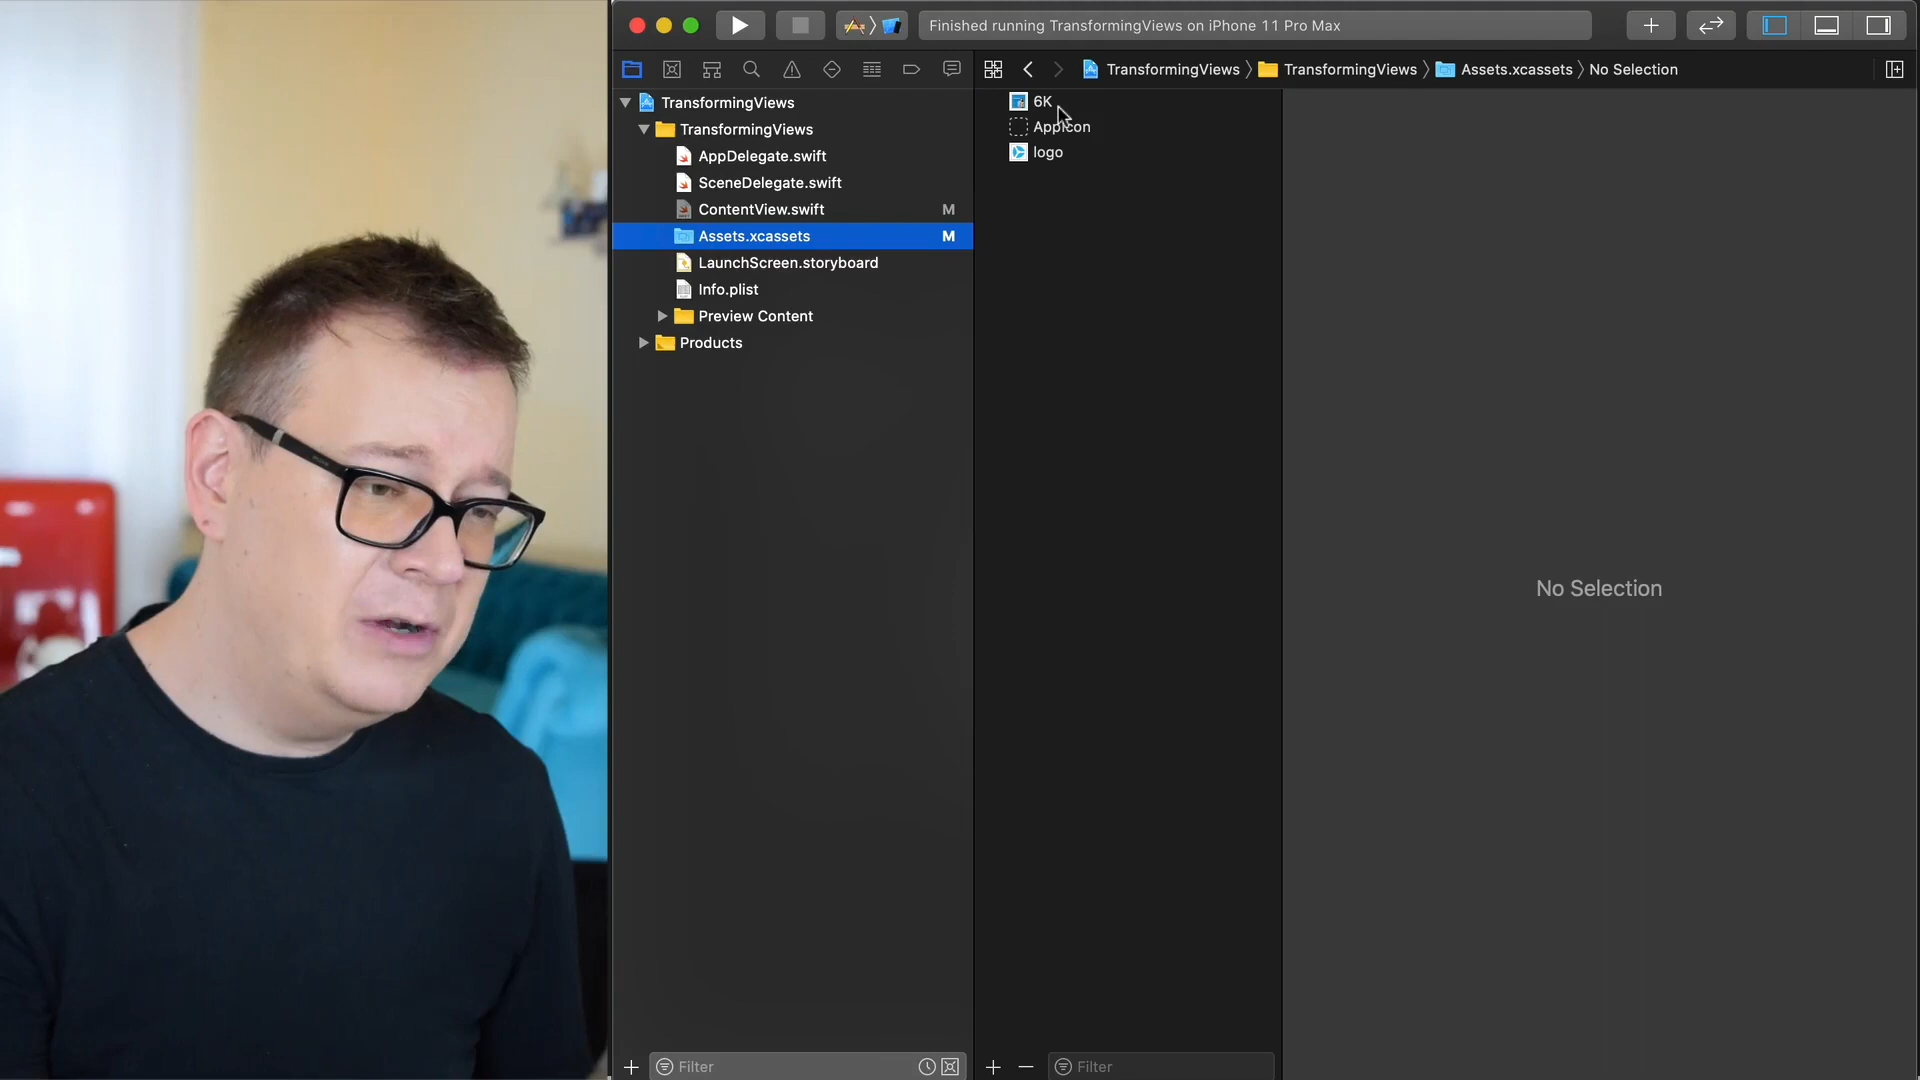 Finished running TransformingViews on iPhone 11 Pro Max
TransformingViews
TransformingViews
Assets.xcassets
No Selection
TransformingViews
TransformingViews
AppDelegate.swift
SceneDelegate.swift
ContentView.swift M
Assets.xcassets M
LaunchScreen.storyboard
Info.plist
Preview Content
Products
6K
AppIcon
logo
No Selection
Filter
Filter